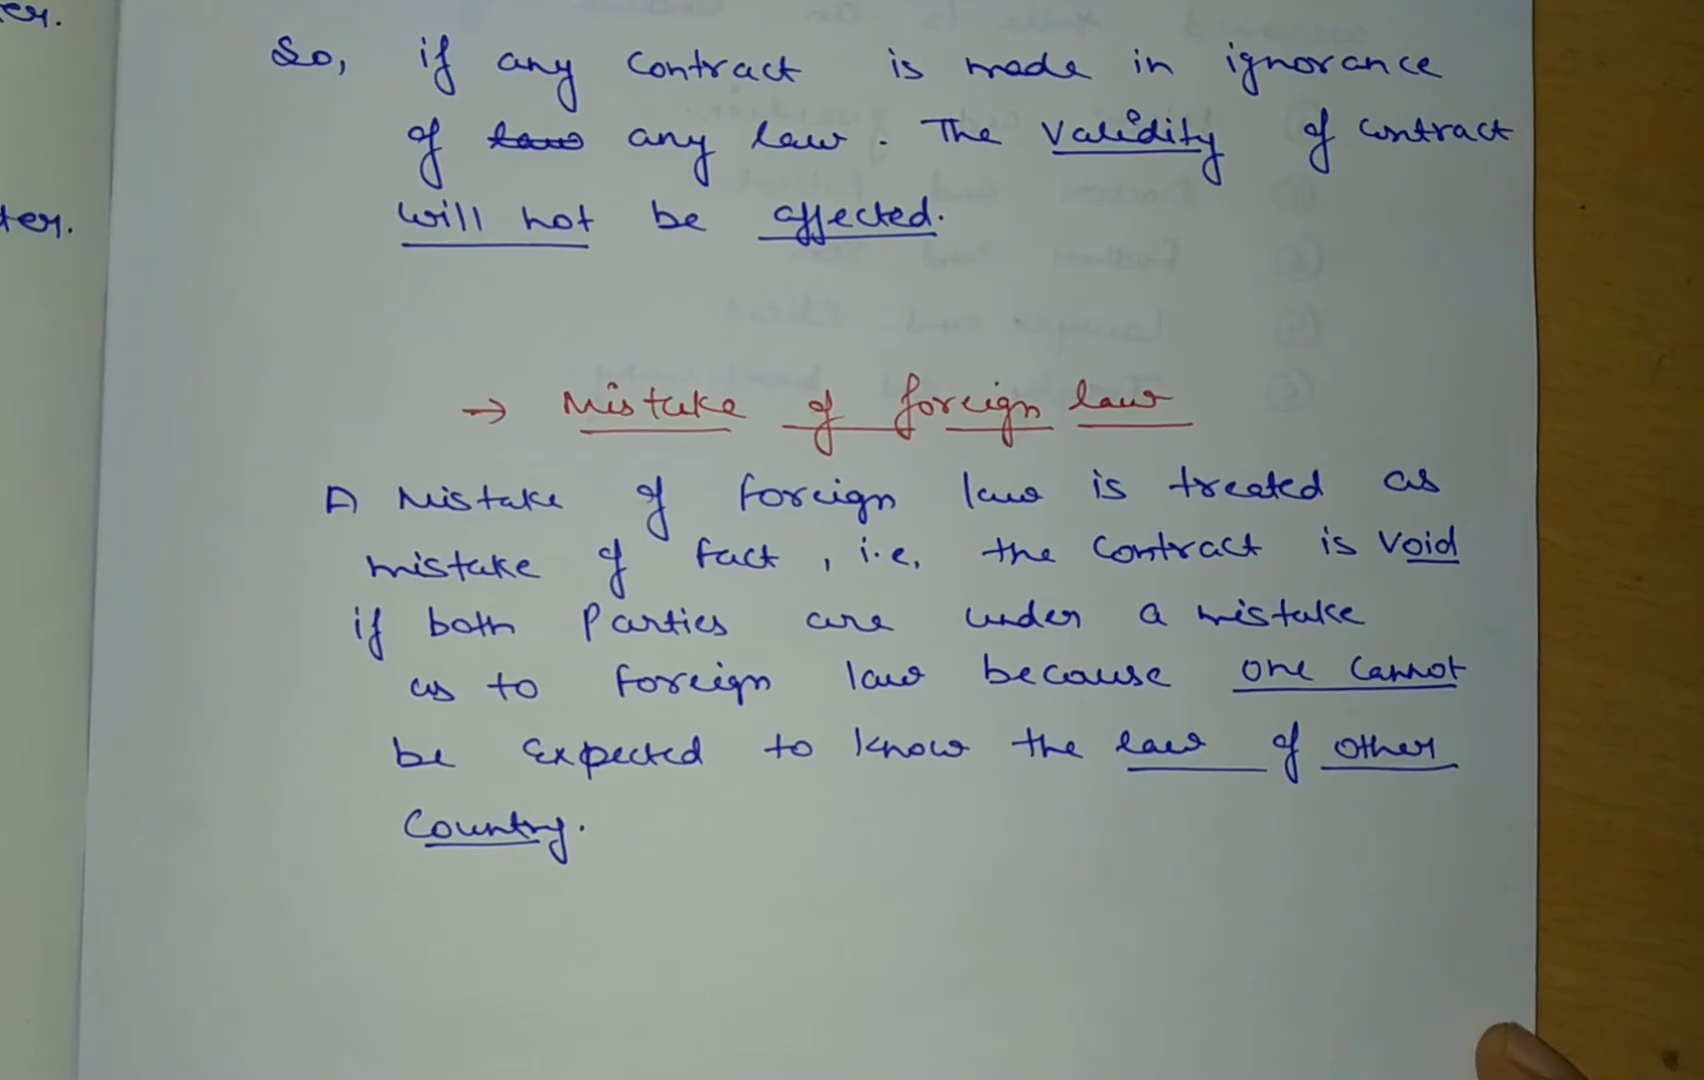 er.
ter.
So, if any Contract is made in ignorance
of law any law. The Validity of contract
will not be affected.
→ Mistake of foreign law
A Mistake of foreign law is treated as
mistake of fact, i.e. the Contract is Void
if both Parties are under a mistake
as to foreign law because one cannot
be Expected to know the law of other
Country.